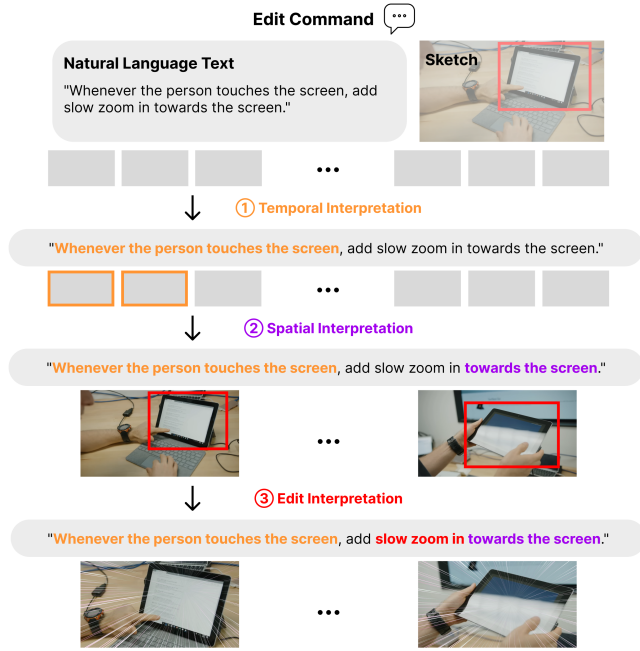 Edit Command
Natural Language Text
"Whenever the person touches the screen, add
slow zoom in towards the screen."
Sketch
...
① Temporal Interpretation
"Whenever the person touches the screen, add slow zoom in towards the screen."
...
② Spatial Interpretation
"Whenever the person touches the screen, add slow zoom in towards the screen."
...
③ Edit Interpretation
"Whenever the person touches the screen, add slow zoom in towards the screen."
...